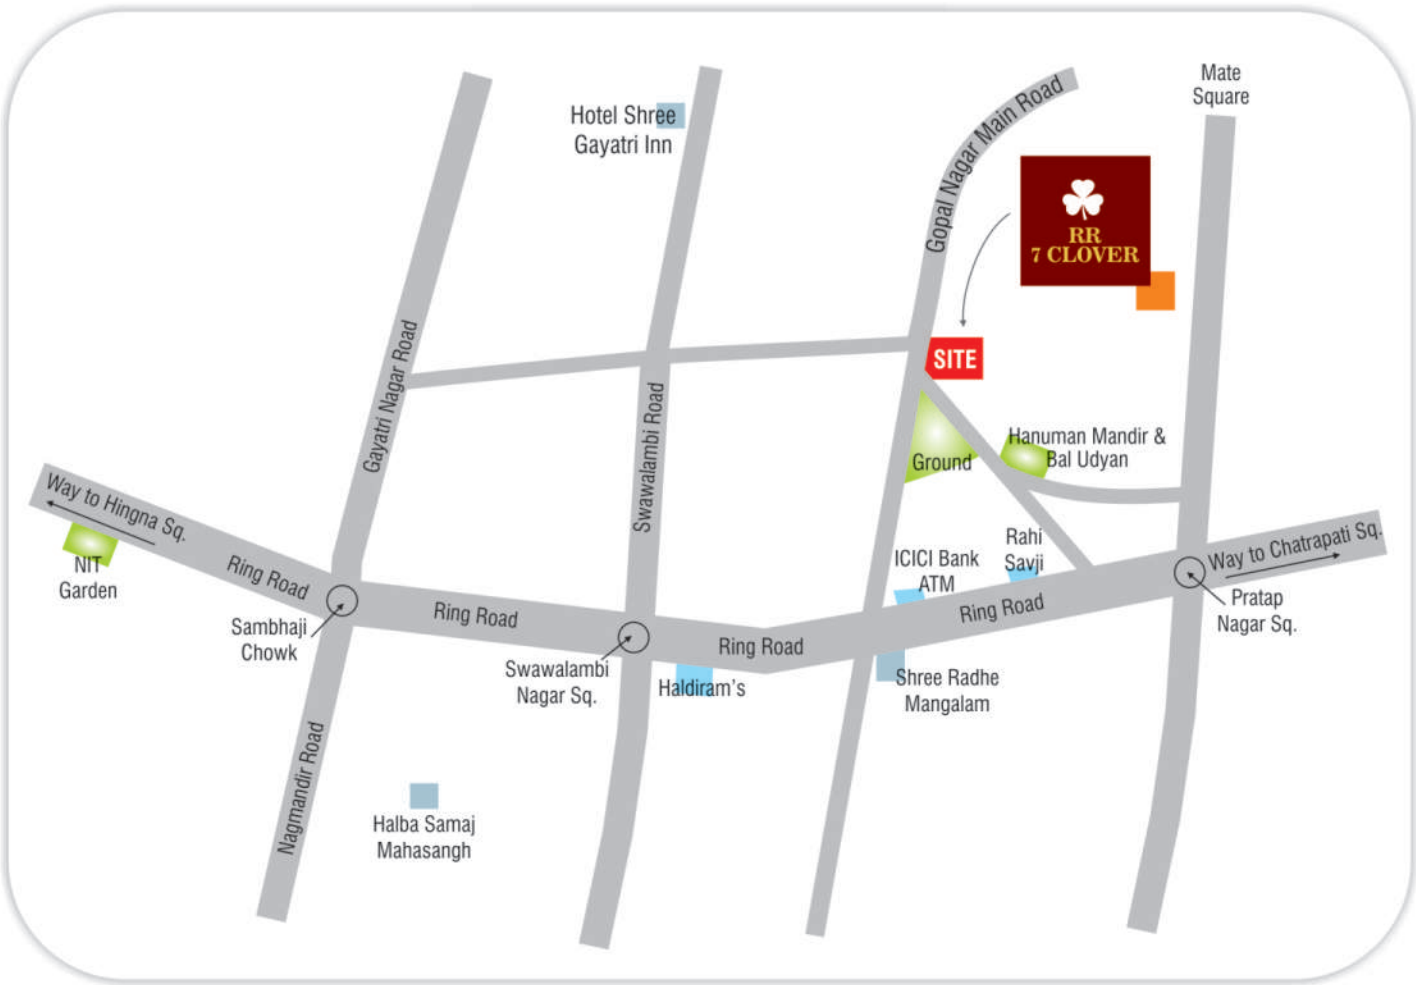 Mate
Square
Hotel Shree
Gayatri Inn
Gopal Nagar Main Road
RR
7 CLOVER
SITE
Gayatri Nagar Road
Swawalambi Road
Hanuman Mandir &
Bal Udyan
Ground
Way to Hingna Sq.
NIT
Garden
Ring Road
Sambhaji
Chowk
Ring Road
Swawalambi
Nagar Sq.
Ring Road
Haldiram's
ICICI Bank
ATM
Rahi
Savji
Ring Road
Way to Chatrapati Sq.
Pratap
Nagar Sq.
Shree Radhe
Mangalam
Nagmandir Road
Halba Samaj
Mahasangh